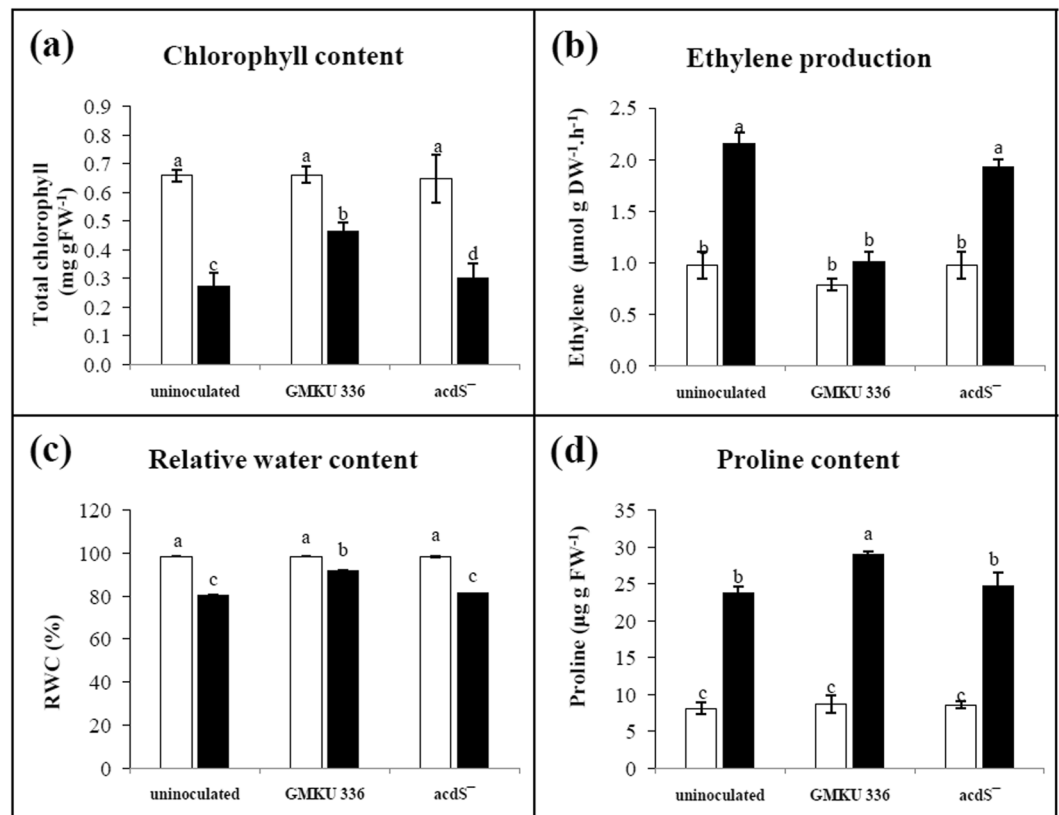 (a)
Chlorophyll content
Total chlorophyll
(mg gFW⁻¹)
0.9
0.8
0.7
0.6
0.5
0.4
0.3
0.2
0.1
0.0
a
c
a
b
a
d
uninoculated
GMKU 336
acdS⁻
(b)
Ethylene production
Ethylene (µmol g DW⁻¹.h⁻¹)
2.5
2.0
1.5
1.0
0.5
0.0
b
a
b
b
b
a
uninoculated
GMKU 336
acdS⁻
(c)
Relative water content
RWC (%)
120
100
80
60
40
20
0
a
c
a
b
a
c
uninoculated
GMKU 336
acdS⁻
(d)
Proline content
Proline (µg g FW⁻¹)
35
30
25
20
15
10
5
0
c
b
c
a
c
b
uninoculated
GMKU 336
acdS⁻